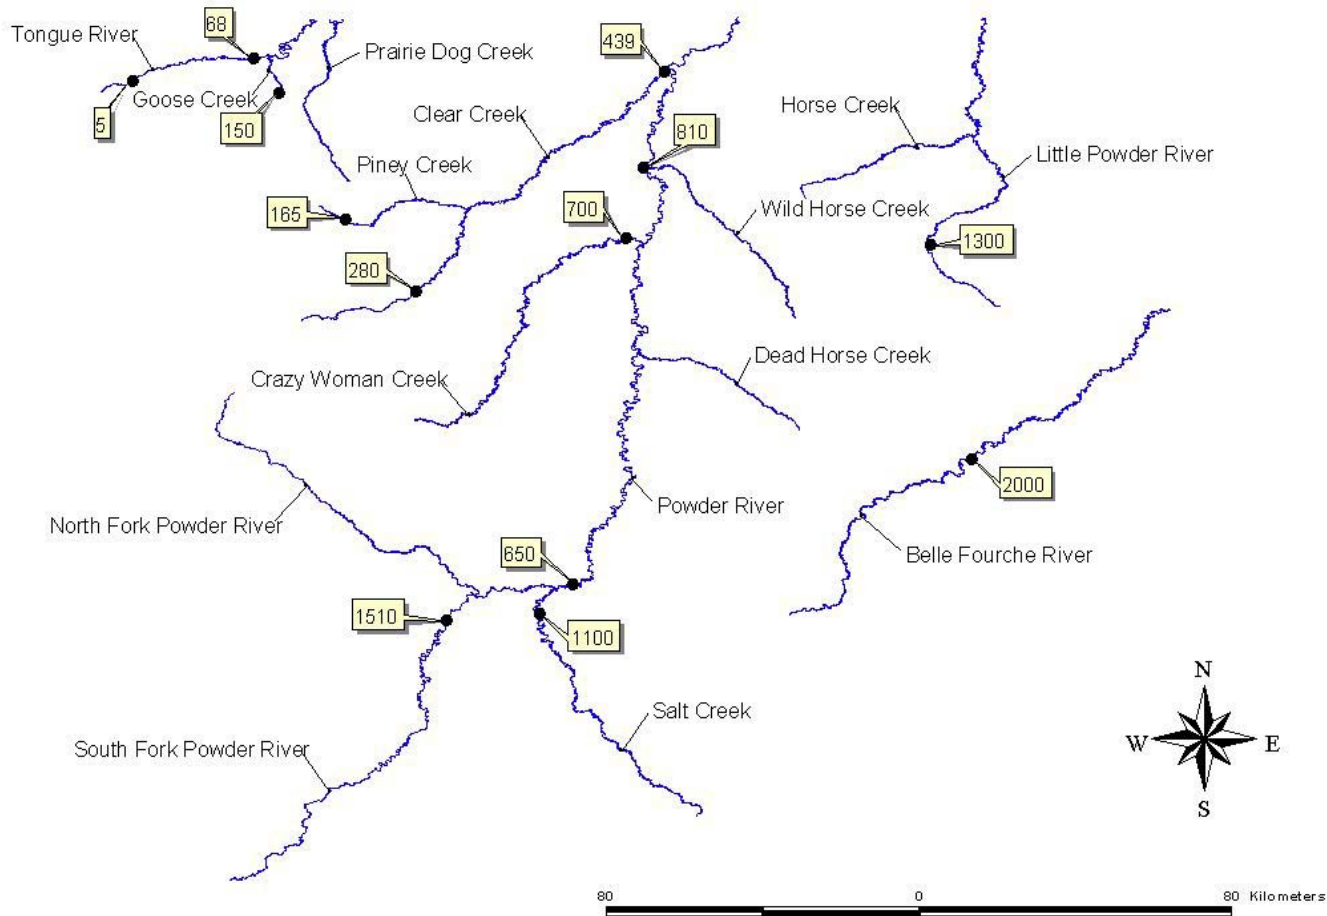 68
Tongue River
439
Prairie Dog Creek
5
Goose Creek
150
Clear Creek
810
Horse Creek
Piney Creek
Little Powder River
165
700
Wild Horse Creek
1300
280
Dead Horse Creek
Crazy Woman Creek
2000
Powder River
North Fork Powder River
650
Belle Fourche River
1510
1100
Salt Creek
South Fork Powder River
N
W
E
S
80 0 80 Kilometers